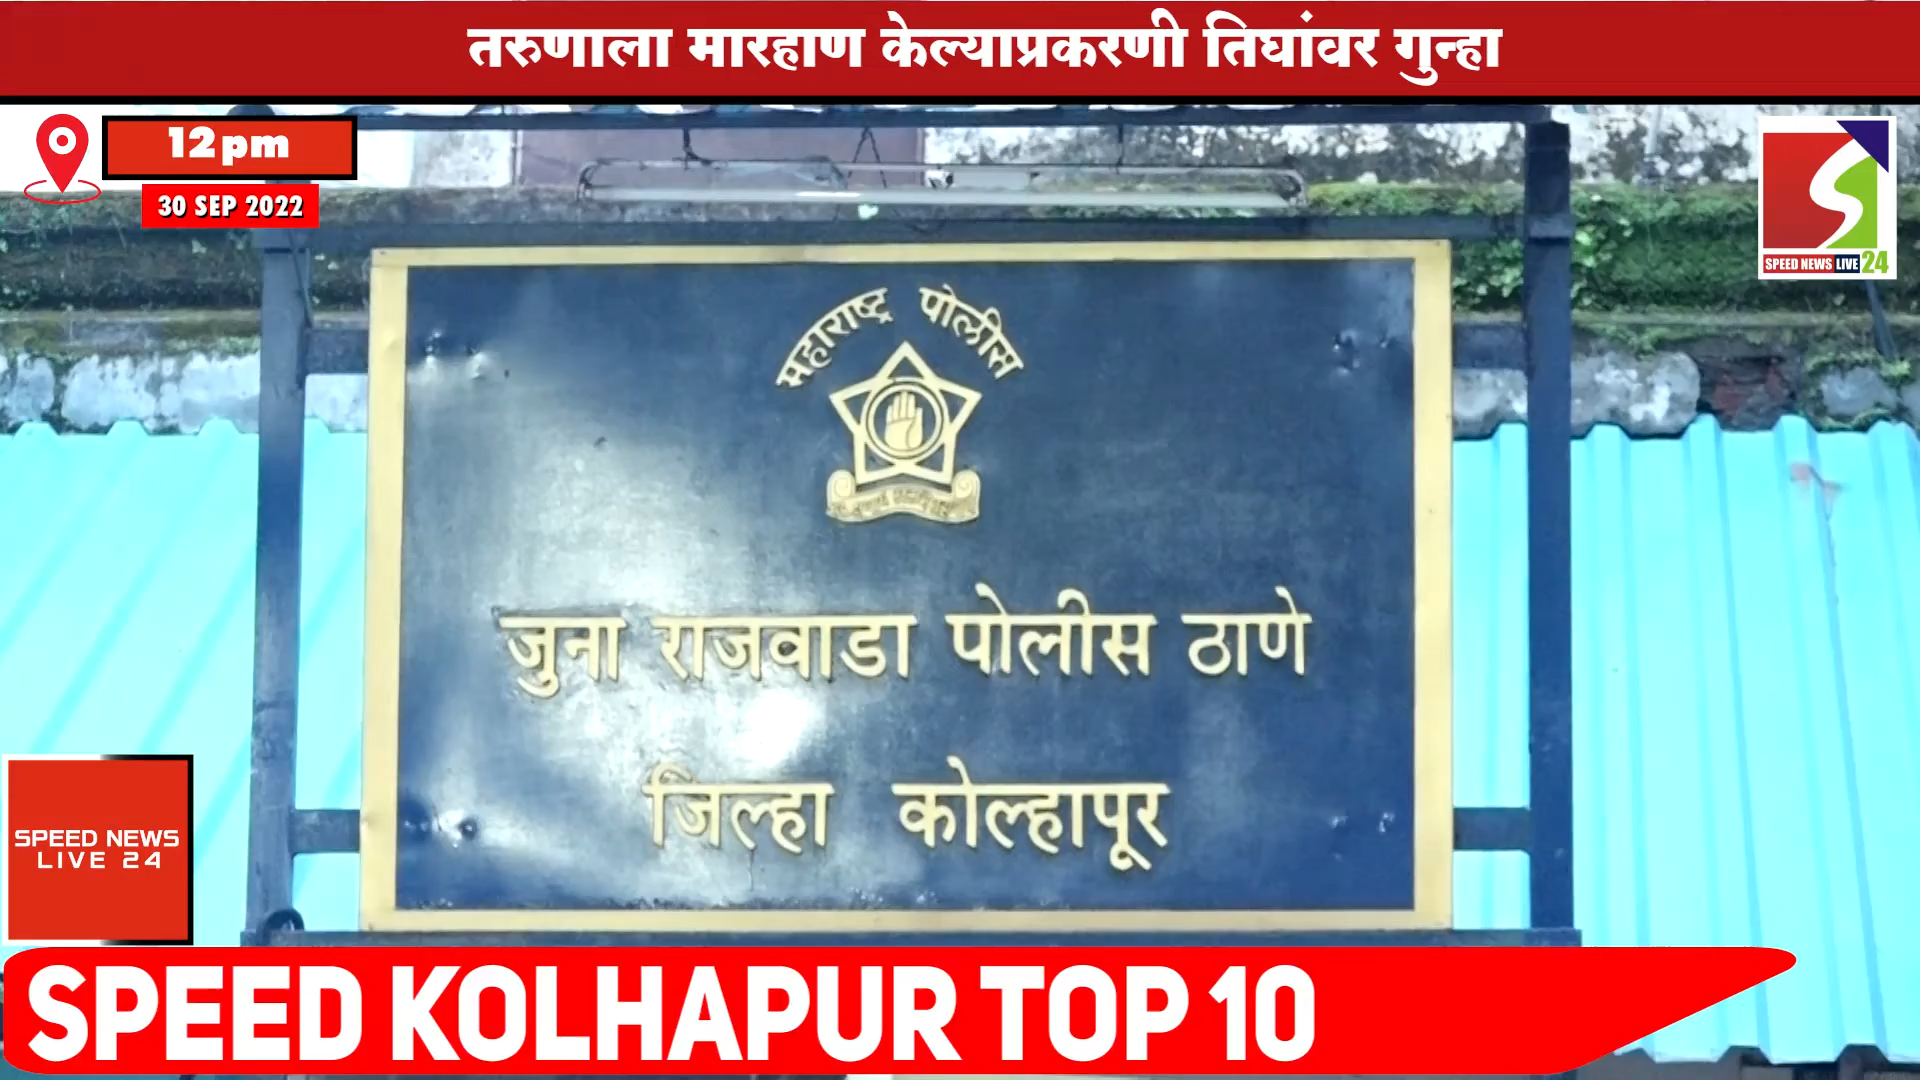 तरुणाला मारहाण केल्याप्रकरणी तिघांवर गुन्हा
12pm
30 SEP 2022
SPEED NEWS LIVE 24
महाराष्ट्र पोलीस
जुना राजवाडा पोलीस ठाणे
जिल्हा कोल्हापूर
SPEED NEWS
LIVE 24
SPEED KOLHAPUR TOP 10